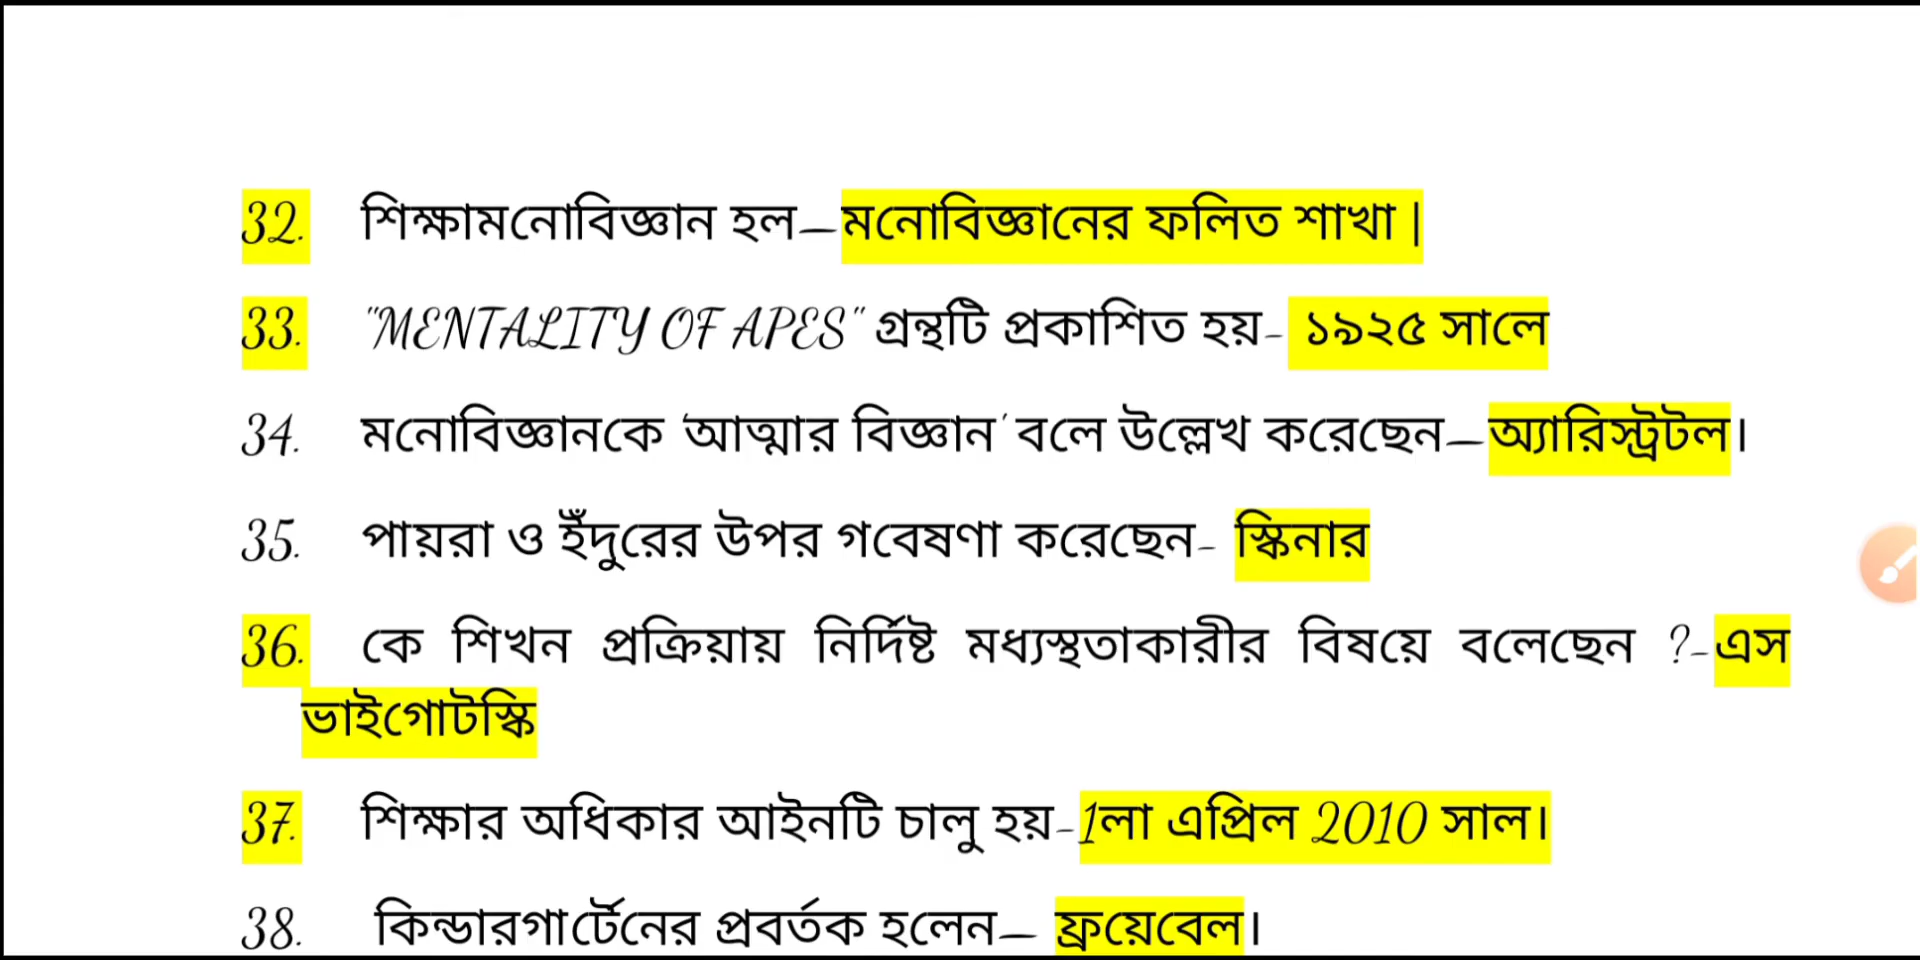 32. শিক্ষামনোবিজ্ঞান হল—মনোবিজ্ঞানের ফলিত শাখা |
33. "MENTALITY OF APES" গ্রন্থটি প্রকাশিত হয়- ১৯২৫ সালে
34. মনোবিজ্ঞানকে 'আত্মার বিজ্ঞান' বলে উল্লেখ করেছেন—অ্যারিস্ট্রটল।
35. পায়রা ও ইঁদুরের উপর গবেষণা করেছেন- স্কিনার
36. কে শিখন প্রক্রিয়ায় নির্দিষ্ট মধ্যস্থতাকারীর বিষয়ে বলেছেন ?-এস
ভাইগোটস্কি
37. শিক্ষার অধিকার আইনটি চালু হয়-1লা এপ্রিল 2010 সাল।
38. কিন্ডারগার্টেনের প্রবর্তক হলেন— ফ্রয়েবেল।